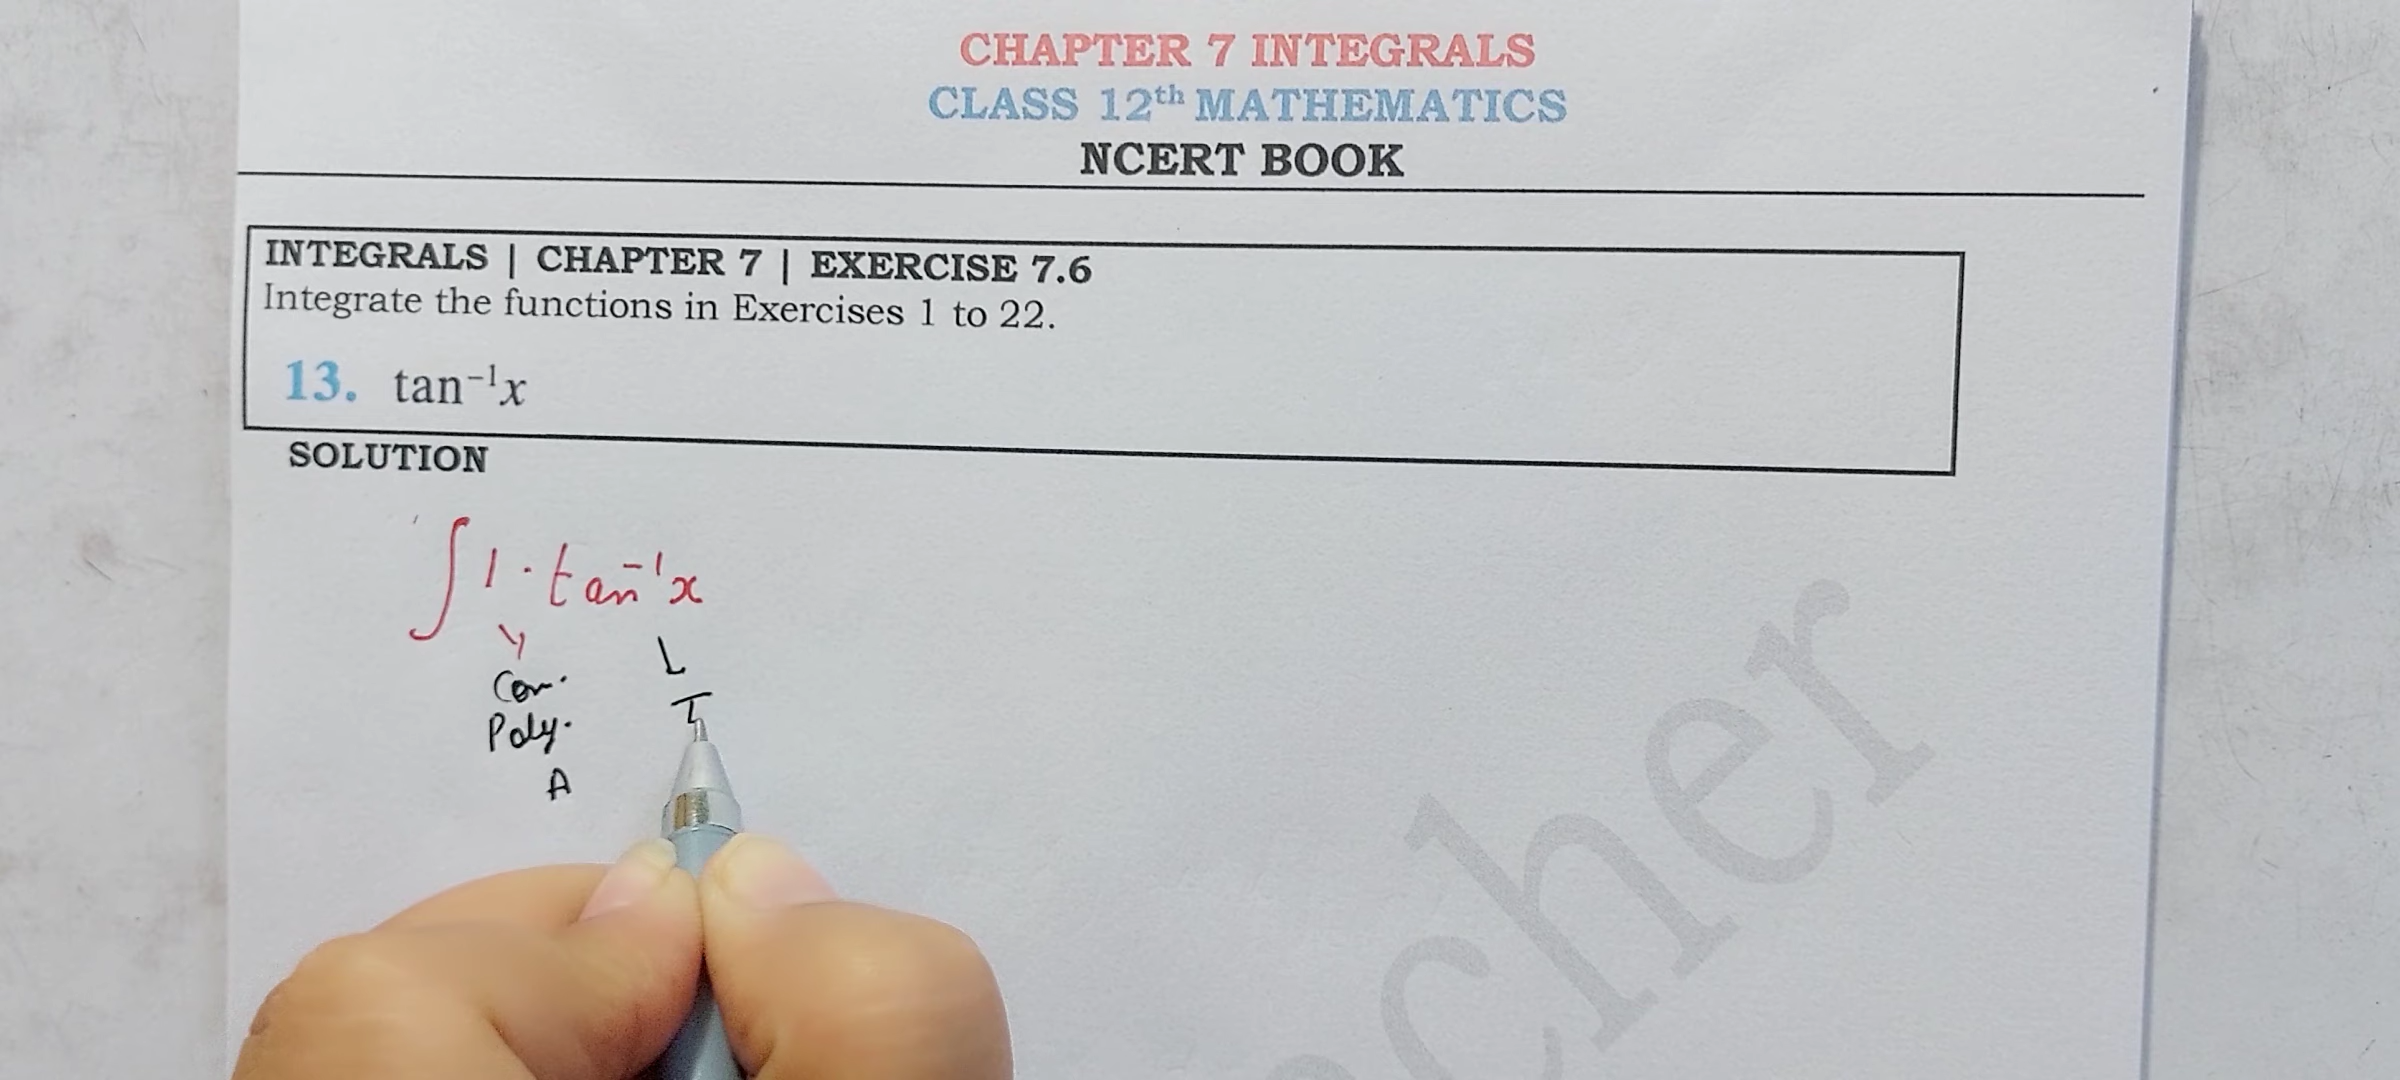 CHAPTER 7 INTEGRALS
CLASS 12th MATHEMATICS
NCERT BOOK
INTEGRALS | CHAPTER 7 | EXERCISE 7.6
Integrate the functions in Exercises 1 to 22.
13. tan⁻¹x
SOLUTION
∫ 1 · tan⁻¹x
L
Con.
I
Poly.
A
cher